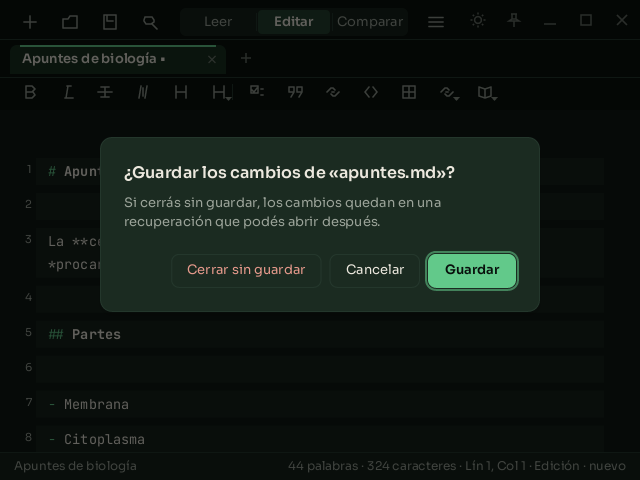 Leer Editar Comparar
Apuntes de biología •
1 # Apunt
2
¿Guardar los cambios de «apuntes.md»?
Si cerrás sin guardar, los cambios quedan en una
recuperación que podés abrir después.
Cerrar sin guardar Cancelar Guardar
3 La **ce
*procar
4
5 ## Partes
6
7 - Membrana
8 - Citoplasma
Apuntes de biología 44 palabras · 324 caracteres · Lín 1, Col 1 · Edición · nuevo